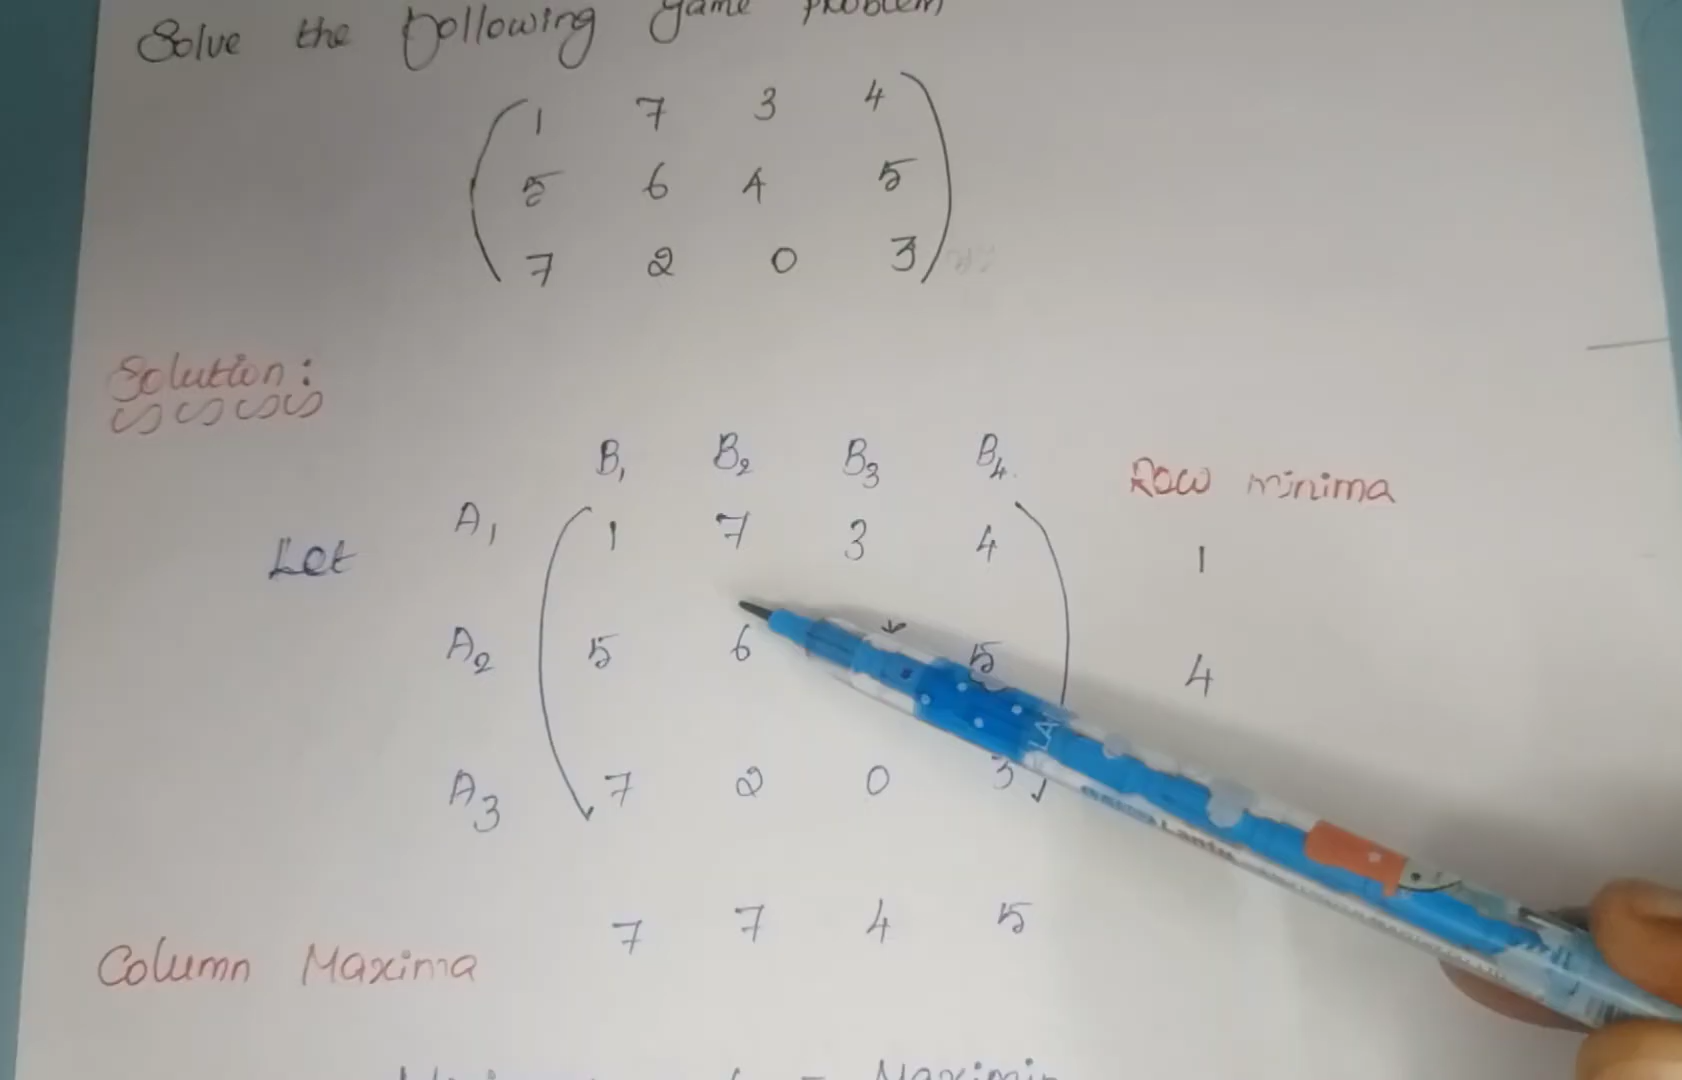 Solve the following game problem
1 7 3 4
5 6 4 5
7 2 0 3
Solution:
B1 B2 B3 B4 Row minima
A1 1 7 3 4 1
Let
A2 5 6 5 4
A3 7 2 0 3
Column Maxima 7 7 4 5
= Maximin